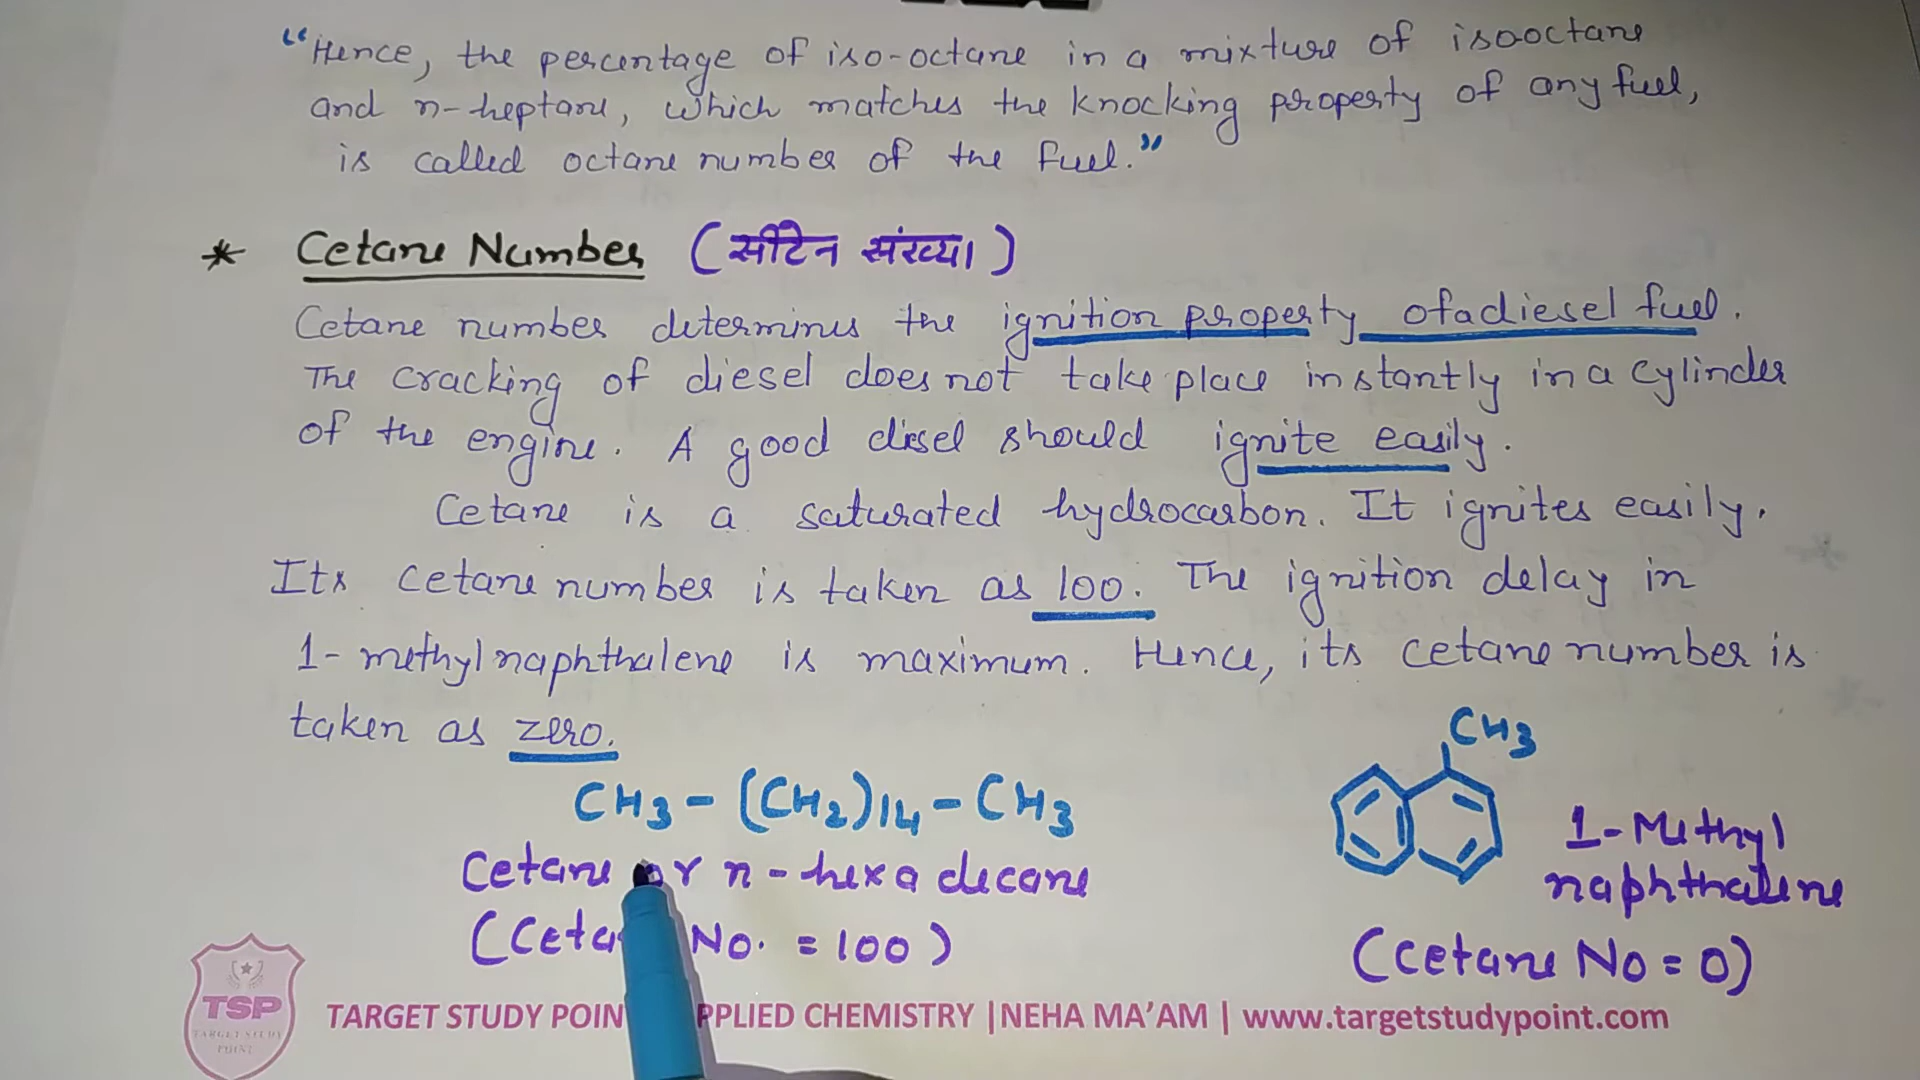 “Hence, the percentage of iso-octane in a mixture of isooctane
and n-heptane, which matches the knocking property of any fuel,
is called octane number of the fuel.”
* Cetane Number (सीटेन संख्या)
Cetane number determines the ignition property of a diesel fuel.
The cracking of diesel does not take place instantly in a cylinder
of the engine. A good diesel should ignite easily.
Cetane is a saturated hydrocarbon. It ignites easily.
Its cetane number is taken as 100. The ignition delay in
1-methylnaphthalene is maximum. Hence, its cetane number is
taken as zero.
CH3-(CH2)14-CH3
Cetane or n-hexadecane
(Ceta No. = 100)
CH3
1-Methyl
naphthalene
(Cetane No = 0)
TSP
TARGET STUDY
POINT
TARGET STUDY POIN PPLIED CHEMISTRY |NEHA MA'AM | www.targetstudypoint.com